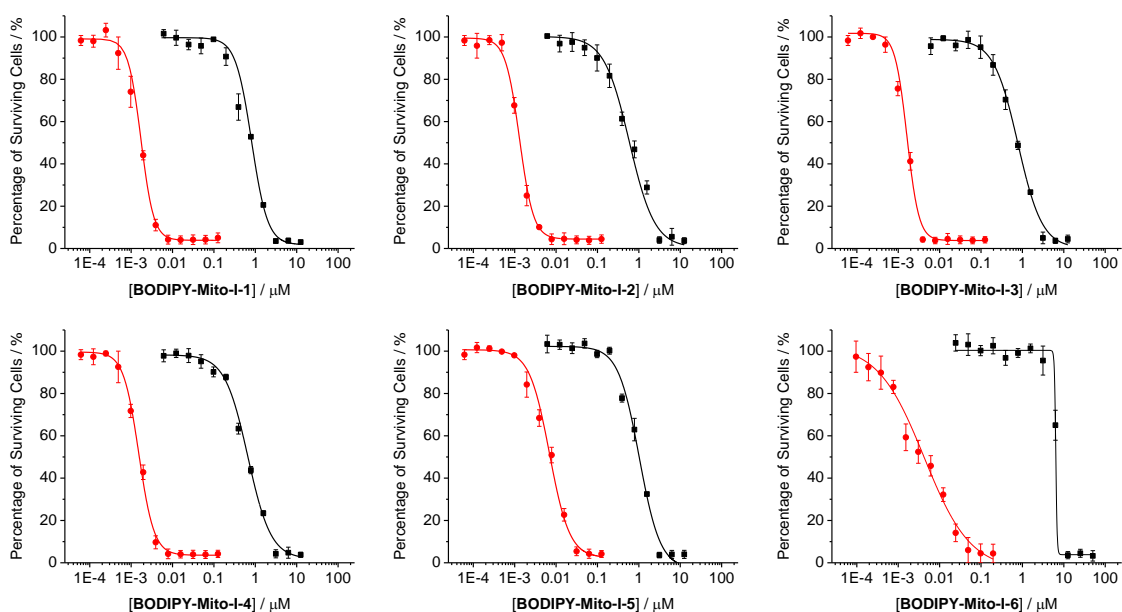 Percentage of Surviving Cells / %
100
80
60
40
20
0
1E-4 1E-3 0.01 0.1 1 10 100
[BODIPY-Mito-I-1] / μM
Percentage of Surviving Cells / %
100
80
60
40
20
0
1E-4 1E-3 0.01 0.1 1 10 100
[BODIPY-Mito-I-2] / μM
Percentage of Surviving Cells / %
100
80
60
40
20
0
1E-4 1E-3 0.01 0.1 1 10 100
[BODIPY-Mito-I-3] / μM
Percentage of Surviving Cells / %
100
80
60
40
20
0
1E-4 1E-3 0.01 0.1 1 10 100
[BODIPY-Mito-I-4] / μM
Percentage of Surviving Cells / %
100
80
60
40
20
0
1E-4 1E-3 0.01 0.1 1 10 100
[BODIPY-Mito-I-5] / μM
Percentage of Surviving Cells / %
100
80
60
40
20
0
1E-4 1E-3 0.01 0.1 1 10 100
[BODIPY-Mito-I-6] / μM